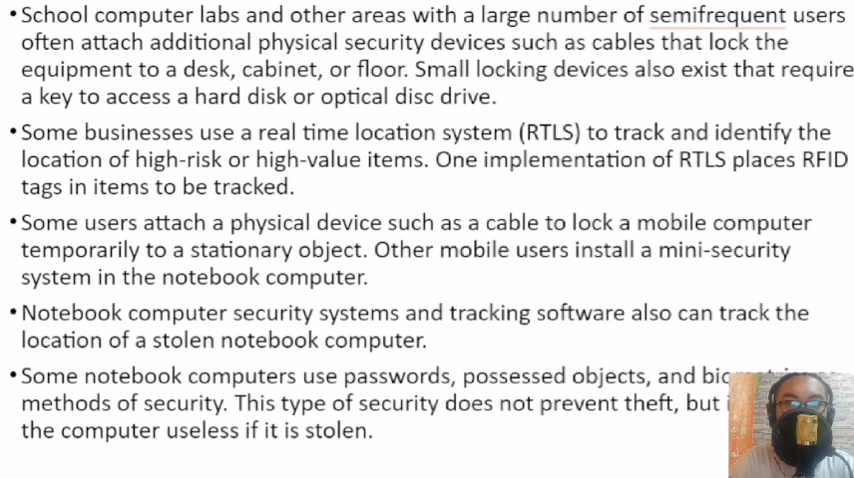 • School computer labs and other areas with a large number of semifrequent users
often attach additional physical security devices such as cables that lock the
equipment to a desk, cabinet, or floor. Small locking devices also exist that require
a key to access a hard disk or optical disc drive.
• Some businesses use a real time location system (RTLS) to track and identify the
location of high-risk or high-value items. One implementation of RTLS places RFID
tags in items to be tracked.
• Some users attach a physical device such as a cable to lock a mobile computer
temporarily to a stationary object. Other mobile users install a mini-security
system in the notebook computer.
• Notebook computer security systems and tracking software also can track the
location of a stolen notebook computer.
• Some notebook computers use passwords, possessed objects, and
methods of security. This type of security does not prevent theft, but
the computer useless if it is stolen.